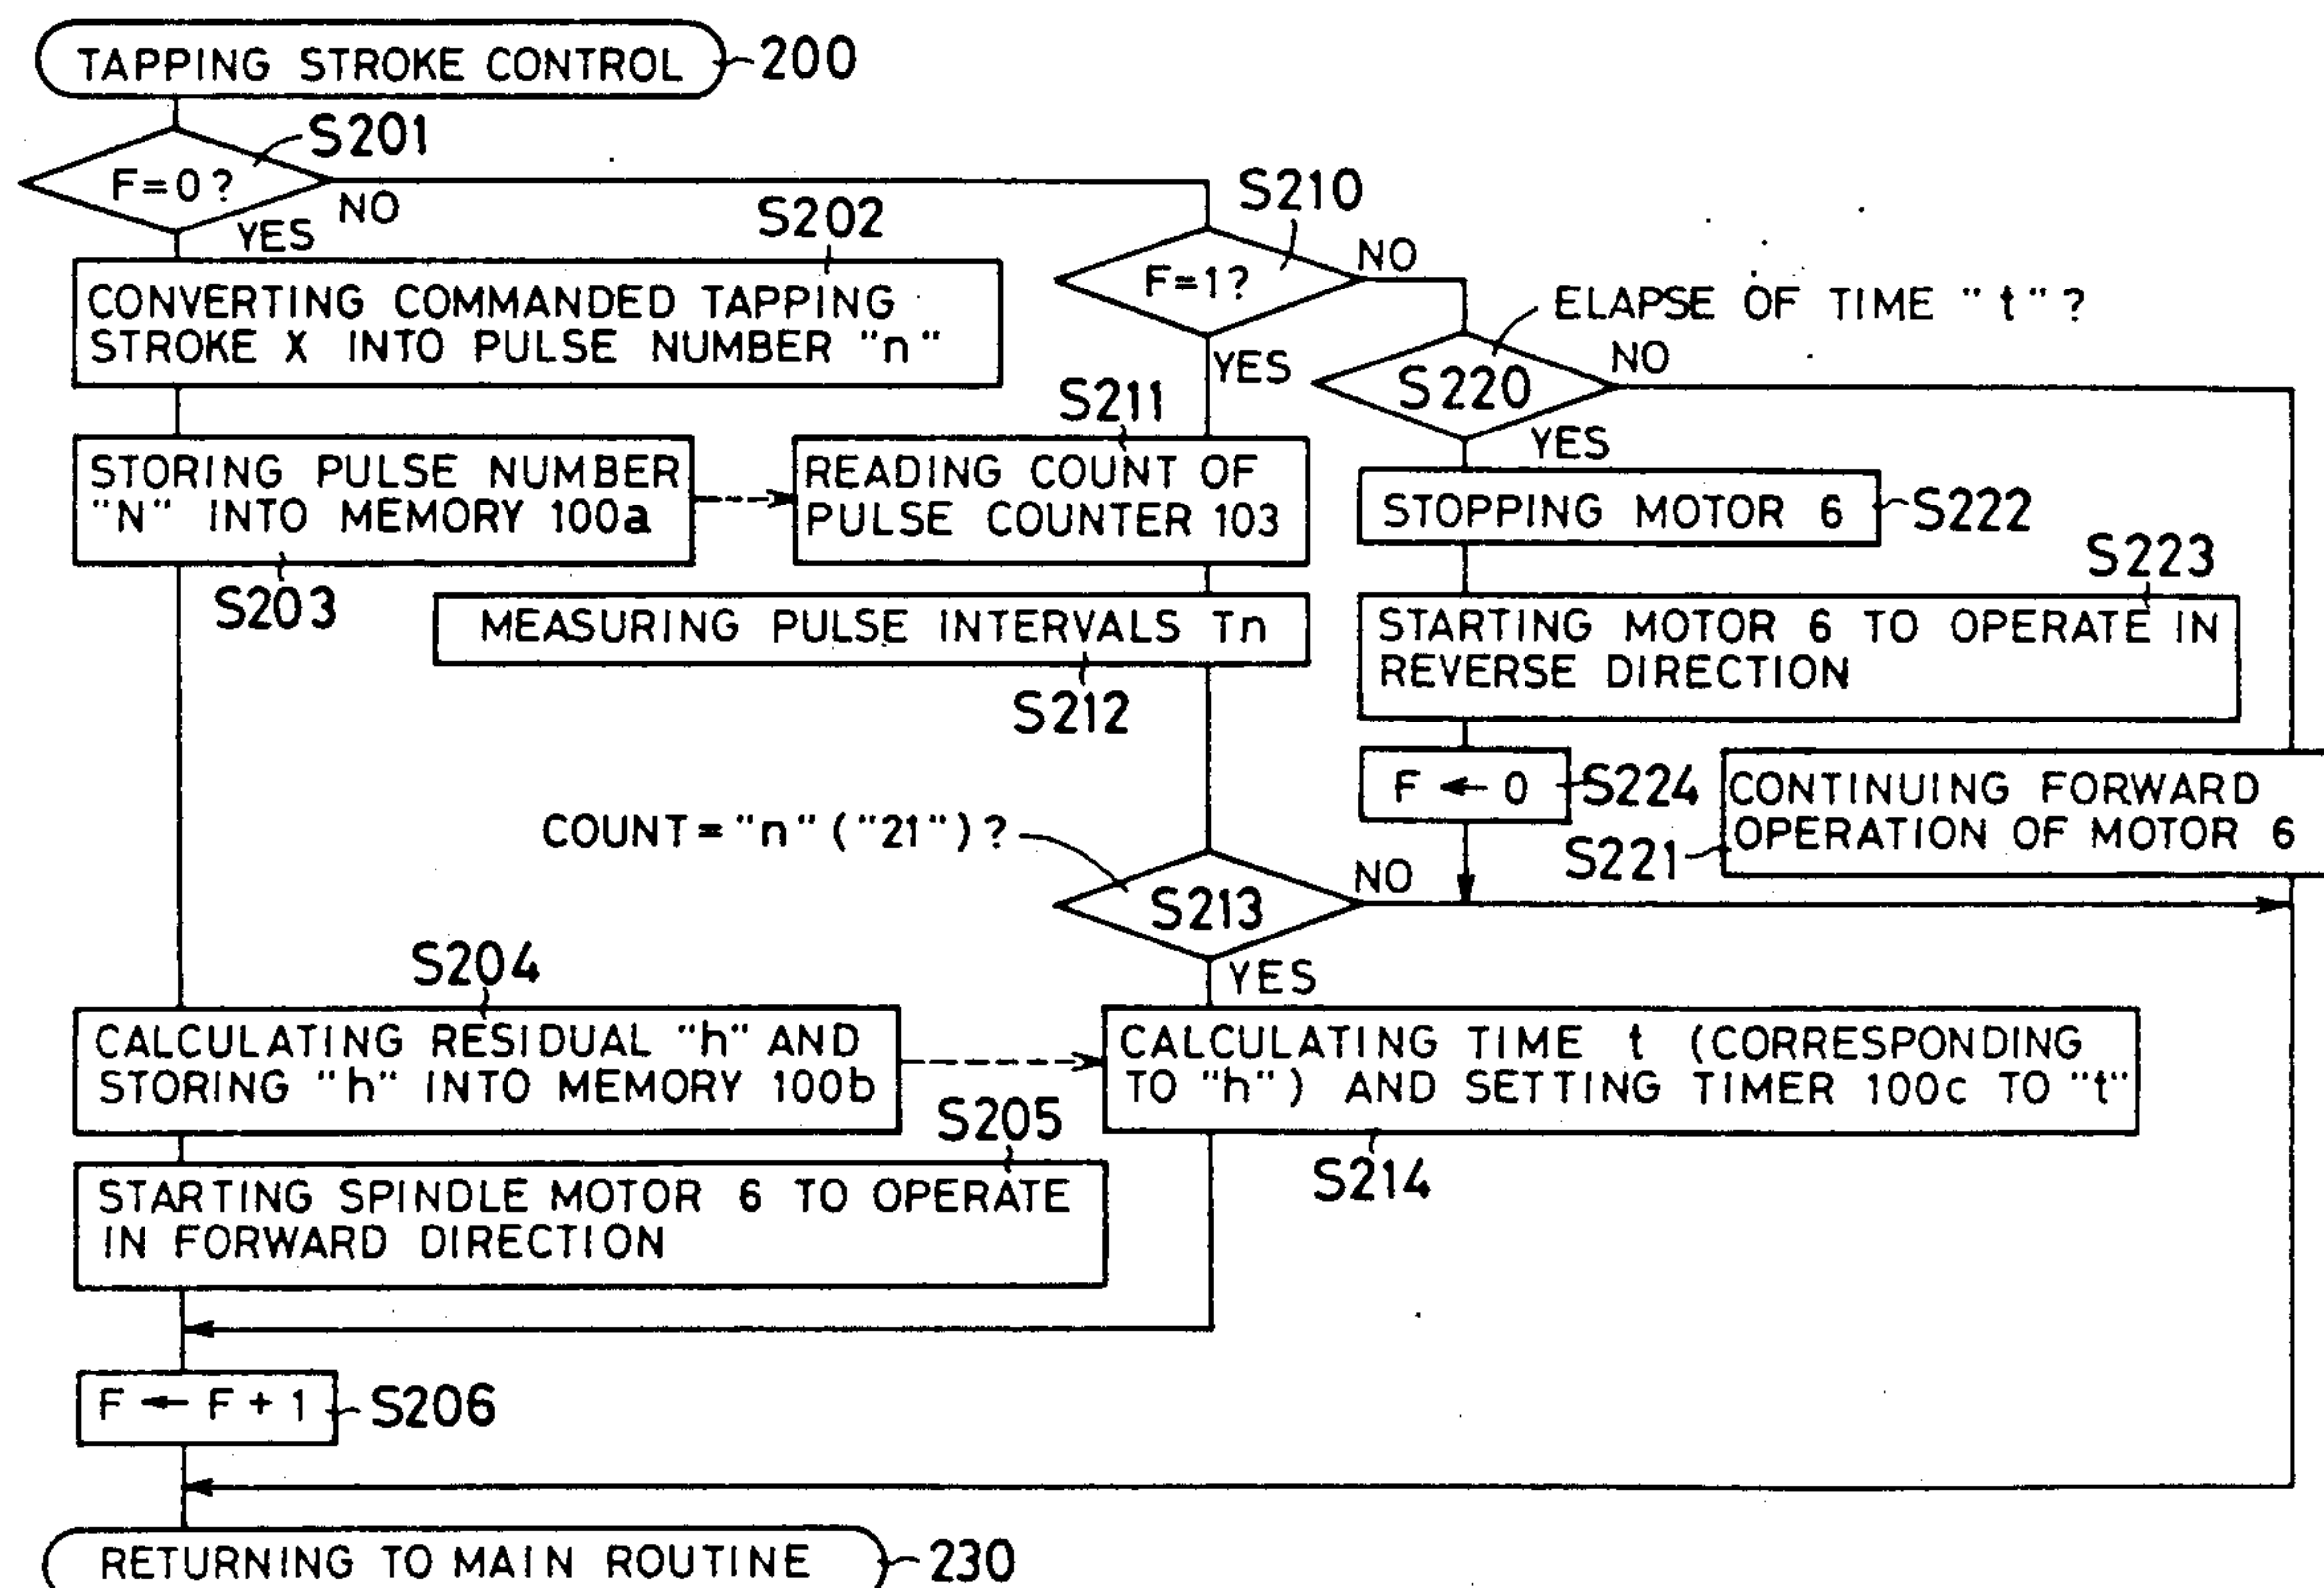 TAPPING STROKE CONTROL
200
S201
F=0?
NO
YES
S202
CONVERTING COMMANDED TAPPING
STROKE X INTO PULSE NUMBER "n"
S210
F=1?
NO
YES
ELAPSE OF TIME "t"?
S220
NO
YES
STORING PULSE NUMBER
"N" INTO MEMORY 100a
S203
S211
READING COUNT OF
PULSE COUNTER 103
STOPPING MOTOR 6
S222
MEASURING PULSE INTERVALS Tn
S212
S223
STARTING MOTOR 6 TO OPERATE IN
REVERSE DIRECTION
F ← 0
S224
CONTINUING FORWARD
OPERATION OF MOTOR 6
S221
COUNT = "n" ("21")?
S213
NO
YES
S204
CALCULATING RESIDUAL "h" AND
STORING "h" INTO MEMORY 100b
CALCULATING TIME t (CORRESPONDING
TO "h") AND SETTING TIMER 100c TO "t"
S214
S205
STARTING SPINDLE MOTOR 6 TO OPERATE
IN FORWARD DIRECTION
F ← F + 1
S206
RETURNING TO MAIN ROUTINE
230